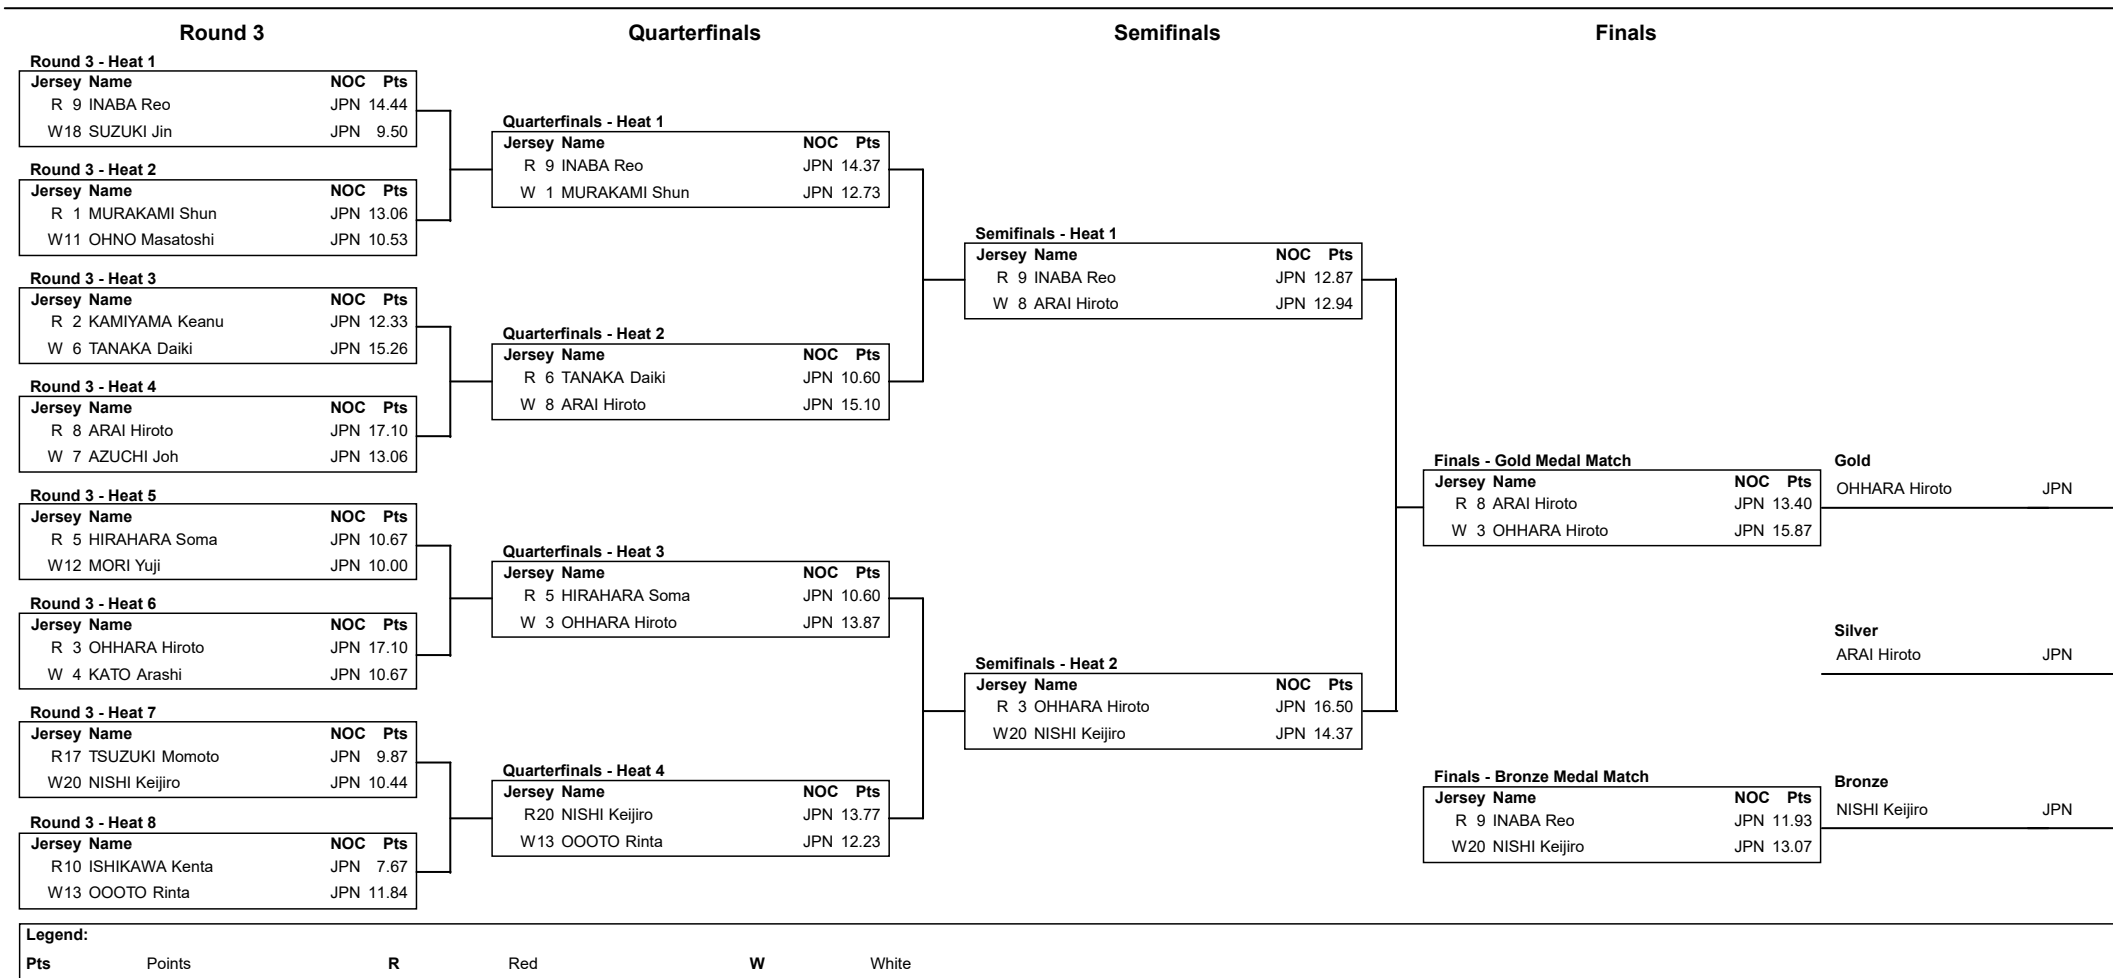 Round 3 Quarterfinals Semifinals Finals
Round 3 - Heat 1
Jersey Name NOC Pts
R 9 INABA Reo JPN 14.44
W18 SUZUKI Jin JPN 9.50
Round 3 - Heat 2
Jersey Name NOC Pts
R 1 MURAKAMI Shun JPN 13.06
W11 OHNO Masatoshi JPN 10.53
Round 3 - Heat 3
Jersey Name NOC Pts
R 2 KAMIYAMA Keanu JPN 12.33
W 6 TANAKA Daiki JPN 15.26
Round 3 - Heat 4
Jersey Name NOC Pts
R 8 ARAI Hiroto JPN 17.10
W 7 AZUCHI Joh JPN 13.06
Round 3 - Heat 5
Jersey Name NOC Pts
R 5 HIRAHARA Soma JPN 10.67
W12 MORI Yuji JPN 10.00
Round 3 - Heat 6
Jersey Name NOC Pts
R 3 OHHARA Hiroto JPN 17.10
W 4 KATO Arashi JPN 10.67
Round 3 - Heat 7
Jersey Name NOC Pts
R17 TSUZUKI Momoto JPN 9.87
W20 NISHI Keijiro JPN 10.44
Round 3 - Heat 8
Jersey Name NOC Pts
R10 ISHIKAWA Kenta JPN 7.67
W13 OOOTO Rinta JPN 11.84
Quarterfinals - Heat 1
Jersey Name NOC Pts
R 9 INABA Reo JPN 14.37
W 1 MURAKAMI Shun JPN 12.73
Quarterfinals - Heat 2
Jersey Name NOC Pts
R 6 TANAKA Daiki JPN 10.60
W 8 ARAI Hiroto JPN 15.10
Quarterfinals - Heat 3
Jersey Name NOC Pts
R 5 HIRAHARA Soma JPN 10.60
W 3 OHHARA Hiroto JPN 13.87
Quarterfinals - Heat 4
Jersey Name NOC Pts
R20 NISHI Keijiro JPN 13.77
W13 OOOTO Rinta JPN 12.23
Semifinals - Heat 1
Jersey Name NOC Pts
R 9 INABA Reo JPN 12.87
W 8 ARAI Hiroto JPN 12.94
Semifinals - Heat 2
Jersey Name NOC Pts
R 3 OHHARA Hiroto JPN 16.50
W20 NISHI Keijiro JPN 14.37
Finals - Gold Medal Match
Jersey Name NOC Pts
R 8 ARAI Hiroto JPN 13.40
W 3 OHHARA Hiroto JPN 15.87
Gold
OHHARA Hiroto JPN
Silver
ARAI Hiroto JPN
Finals - Bronze Medal Match
Jersey Name NOC Pts
R 9 INABA Reo JPN 11.93
W20 NISHI Keijiro JPN 13.07
Bronze
NISHI Keijiro JPN
Legend:
Pts Points R Red W White